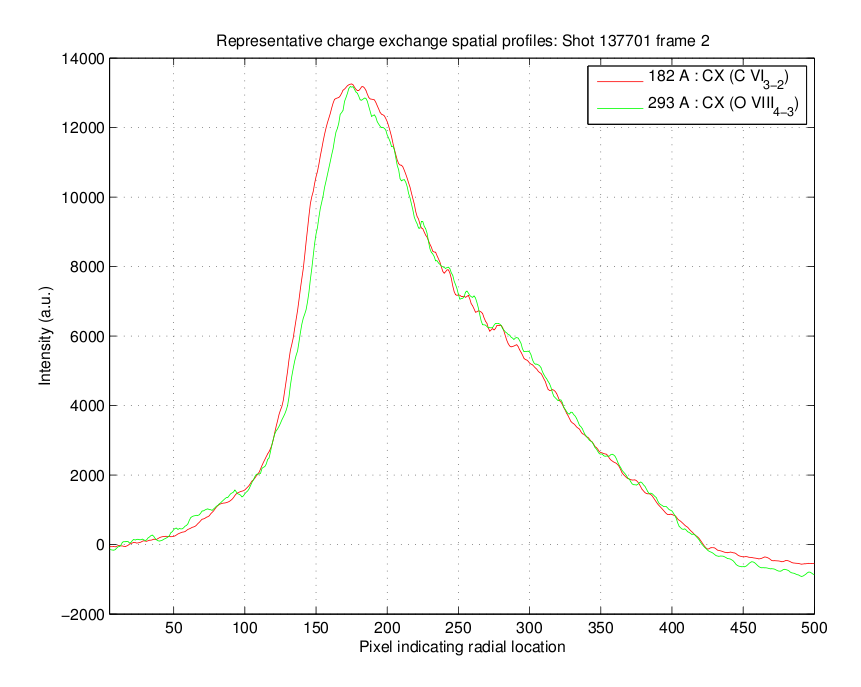 Representative charge exchange spatial profiles: Shot 137701 frame 2
14000
12000
10000
8000
6000
4000
2000
0
−2000
Intensity (a.u.)
182 A : CX (C VI3−2)
293 A : CX (O VIII4−3)
50 100 150 200 250 300 350 400 450 500
Pixel indicating radial location